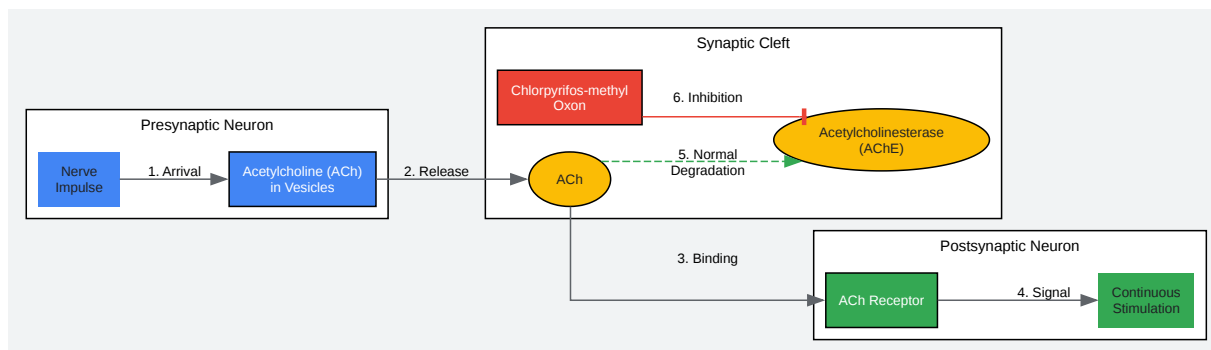 Synaptic Cleft
Chlorpyrifos-methyl
Oxon
6. Inhibition
Acetylcholinesterase
(AChE)
Presynaptic Neuron
Nerve
Impulse
1. Arrival
Acetylcholine (ACh)
in Vesicles
2. Release
ACh
5. Normal
Degradation
3. Binding
Postsynaptic Neuron
ACh Receptor
4. Signal
Continuous
Stimulation